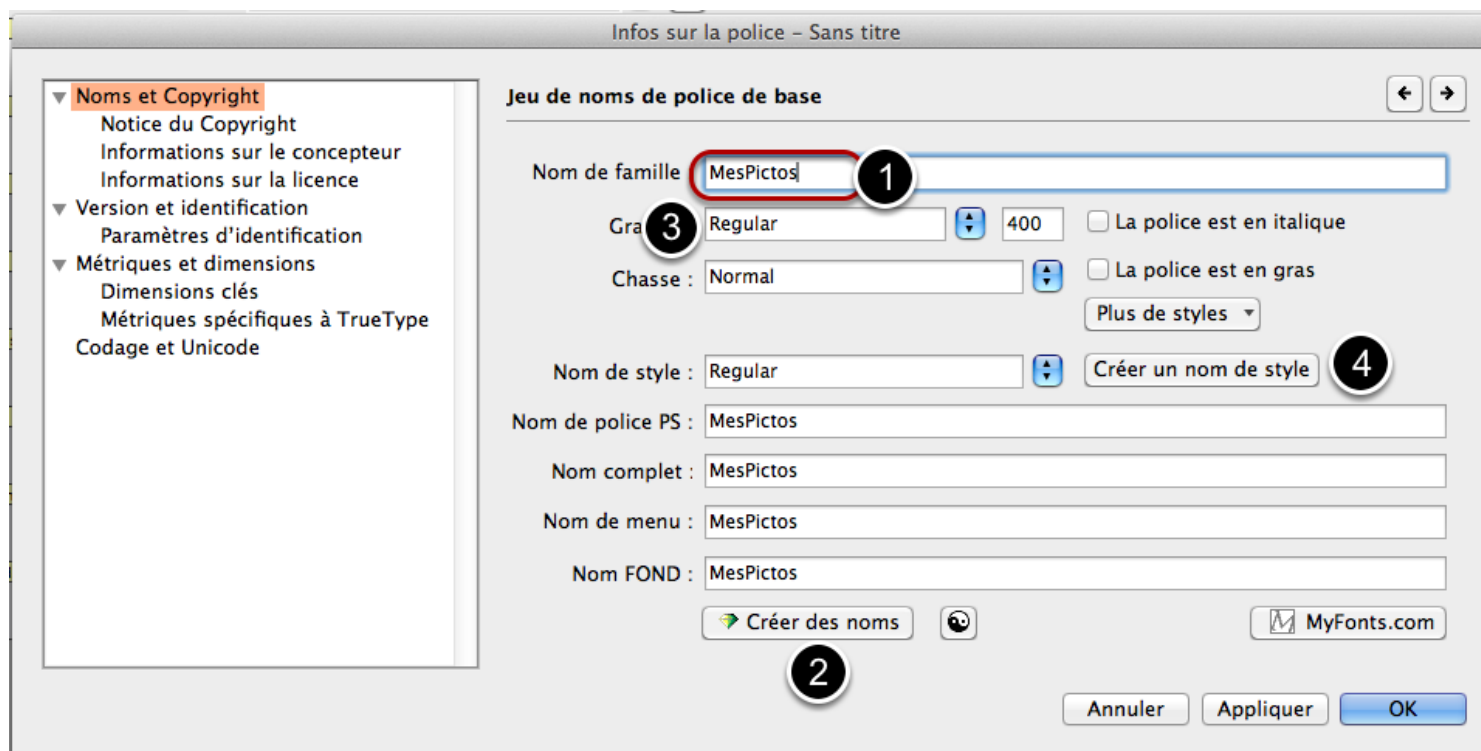 Infos sur la police – Sans titre
Noms et Copyright
Notice du Copyright
Informations sur le concepteur
Informations sur la licence
Version et identification
Paramètres d'identification
Métriques et dimensions
Dimensions clés
Métriques spécifiques à TrueType
Codage et Unicode
Jeu de noms de police de base
Nom de famille MesPictos 1
3 Regular 400 La police est en italique
Chasse : Normal La police est en gras
Plus de styles
Nom de style : Regular Créer un nom de style 4
Nom de police PS : MesPictos
Nom complet : MesPictos
Nom de menu : MesPictos
Nom FOND : MesPictos
Créer des noms MyFonts.com
2
Annuler Appliquer OK